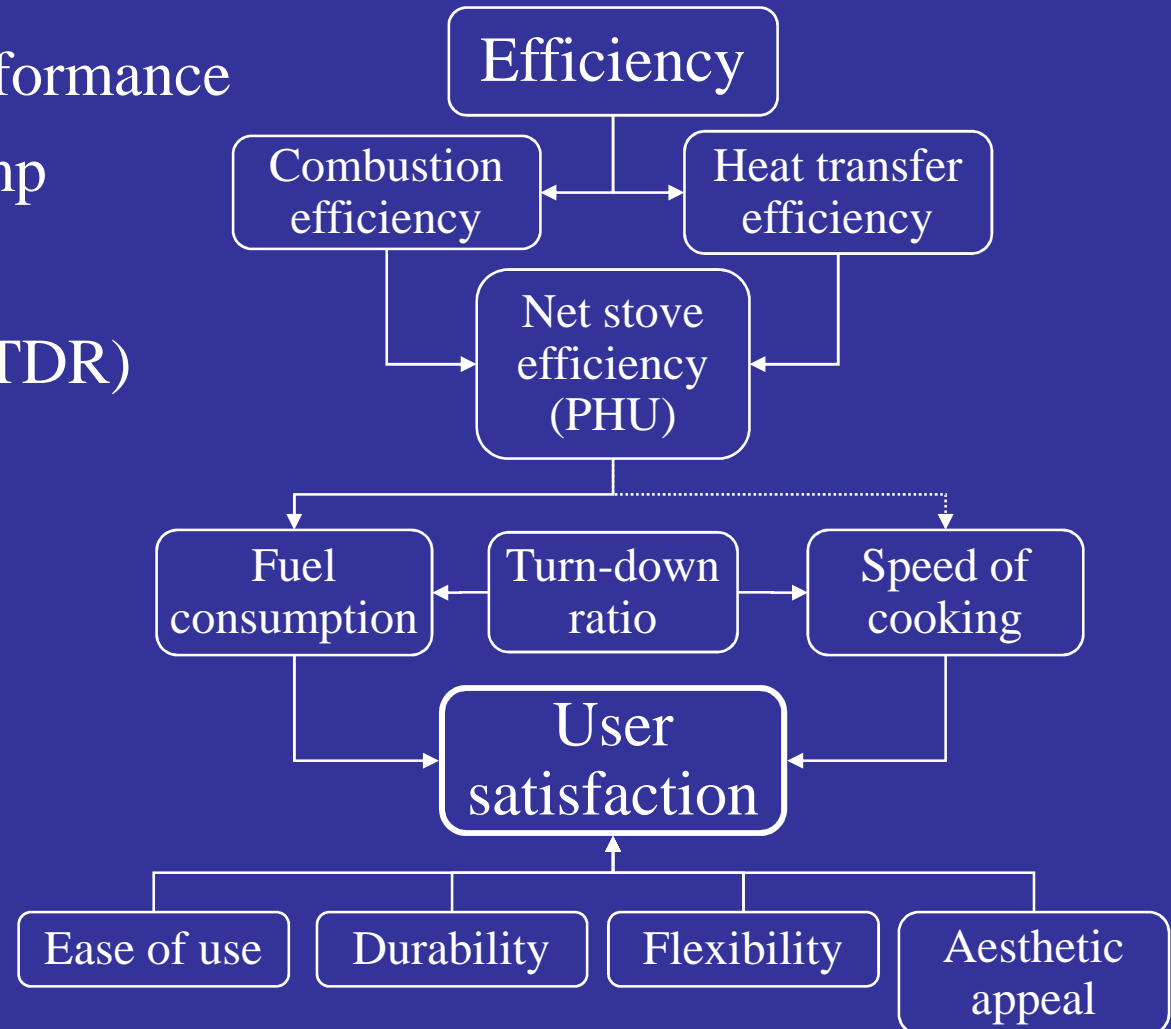 formance
Efficiency
Combustion
efficiency
Heat transfer
efficiency
TDR)
Net stove
efficiency
(PHU)
Fuel
consumption
Turn-down
ratio
Speed of
cooking
User
satisfaction
Ease of use
Durability
Flexibility
Aesthetic
appeal